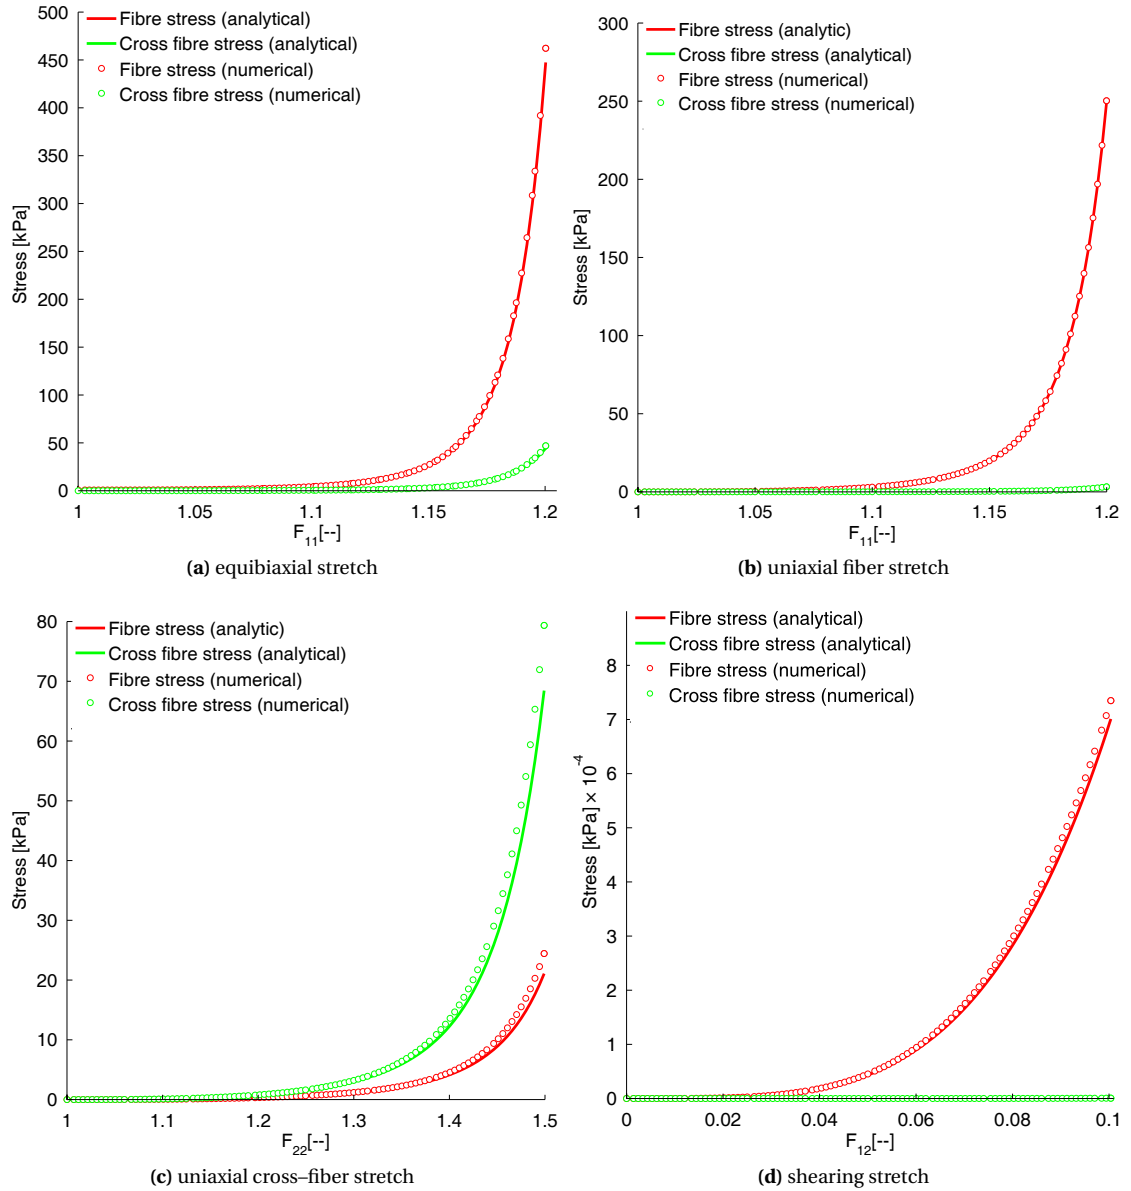 Fibre stress (analytical)
Cross fibre stress (analytical)
Fibre stress (numerical)
Cross fibre stress (numerical)
500
450
400
350
300
250
200
150
100
50
0
Stress [kPa]
1
1.05
1.1
1.15
1.2
F11[--]
(a) equibiaxial stretch
Fibre stress (analytic)
Cross fibre stress (analytical)
Fibre stress (numerical)
Cross fibre stress (numerical)
300
250
200
150
100
50
0
Stress [kPa]
1
1.05
1.10
1.15
1.2
F11[--]
(b) uniaxial fiber stretch
Fibre stress (analytic)
Cross fibre stress (analytical)
Fibre stress (numerical)
Cross fibre stress (numerical)
80
70
60
50
40
30
20
10
0
Stress [kPa]
1
1.1
1.2
1.3
1.4
1.5
F22[--]
(c) uniaxial cross–fiber stretch
Fibre stress (analytical)
Cross fibre stress (analytical)
Fibre stress (numerical)
Cross fibre stress (numerical)
8
7
6
5
4
3
2
1
0
Stress [kPa] × 10-4
0
0.02
0.04
0.06
0.08
0.1
F12[--]
(d) shearing stretch